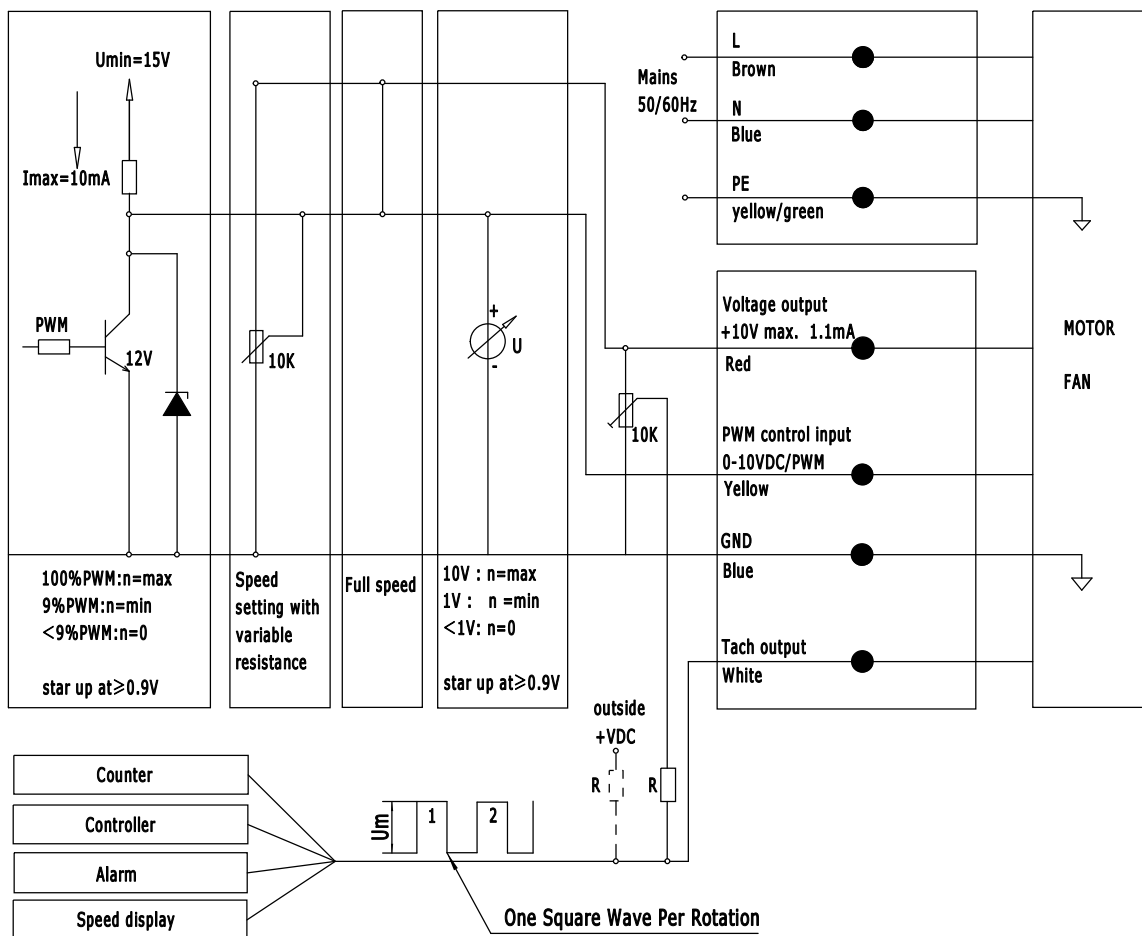 Umin=15V
Imax=10mA
PWM
12V
100%PWM:n=max
9%PWM:n=min
<9%PWM:n=0
star up at≥0.9V
10K
Speed
setting with
variable
resistance
Full speed
+
U
-
10V : n=max
1V : n =min
<1V: n=0
star up at≥0.9V
Mains
50/60Hz
L
Brown
N
Blue
PE
yellow/green
Voltage output
+10V max. 1.1mA
Red
10K
PWM control input
0-10VDC/PWM
Yellow
GND
Blue
Tach output
White
MOTOR
FAN
outside
+VDC
R
R
Counter
Controller
Alarm
Speed display
Um
1
2
One Square Wave Per Rotation